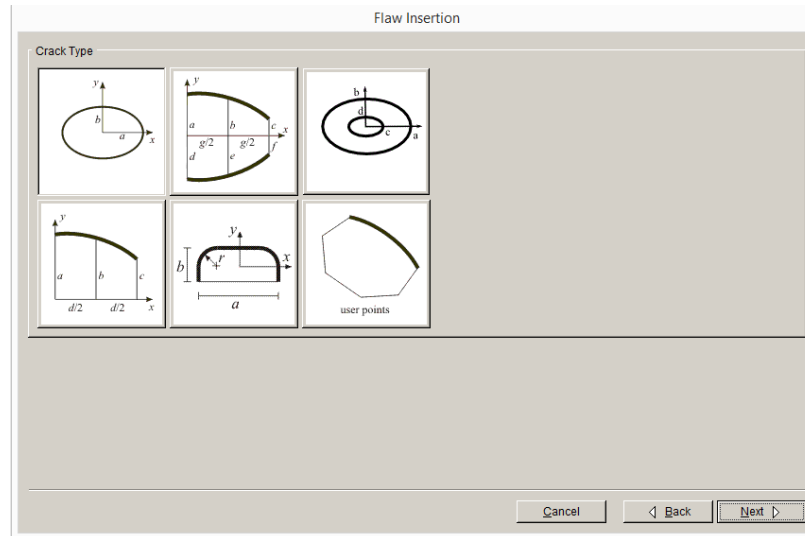 Flaw Insertion
Crack Type
y
b
a
x
y
a
b
c
x
g/2
g/2
d
e
f
b
d
c
a
y
a
b
c
d/2
d/2
x
y
b
r
x
a
user points
Cancel
Back
Next